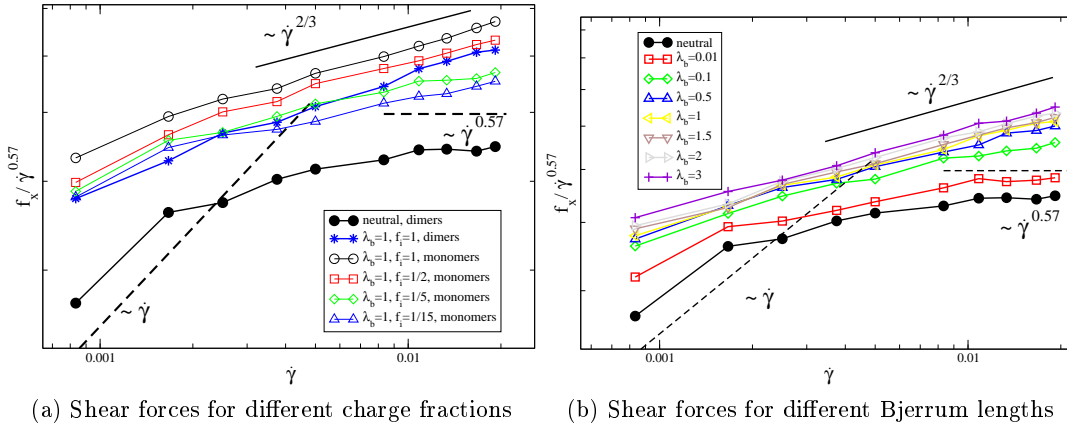 ~ γ̇^{2/3}
f_x / γ̇^{0.57}
~ γ̇^{0.57}
~ γ̇
neutral, dimers
λ_b=1, f_i=1, dimers
λ_b=1, f_i=1, monomers
λ_b=1, f_i=1/2, monomers
λ_b=1, f_i=1/5, monomers
λ_b=1, f_i=1/15, monomers
0.001
0.01
γ̇
(a) Shear forces for different charge fractions
neutral
λ_b=0.01
λ_b=0.1
λ_b=0.5
λ_b=1
λ_b=1.5
λ_b=2
λ_b=3
~ γ̇^{2/3}
f_x / γ̇^{0.57}
~ γ̇^{0.57}
~ γ̇
0.001
0.01
γ̇
(b) Shear forces for different Bjerrum lengths